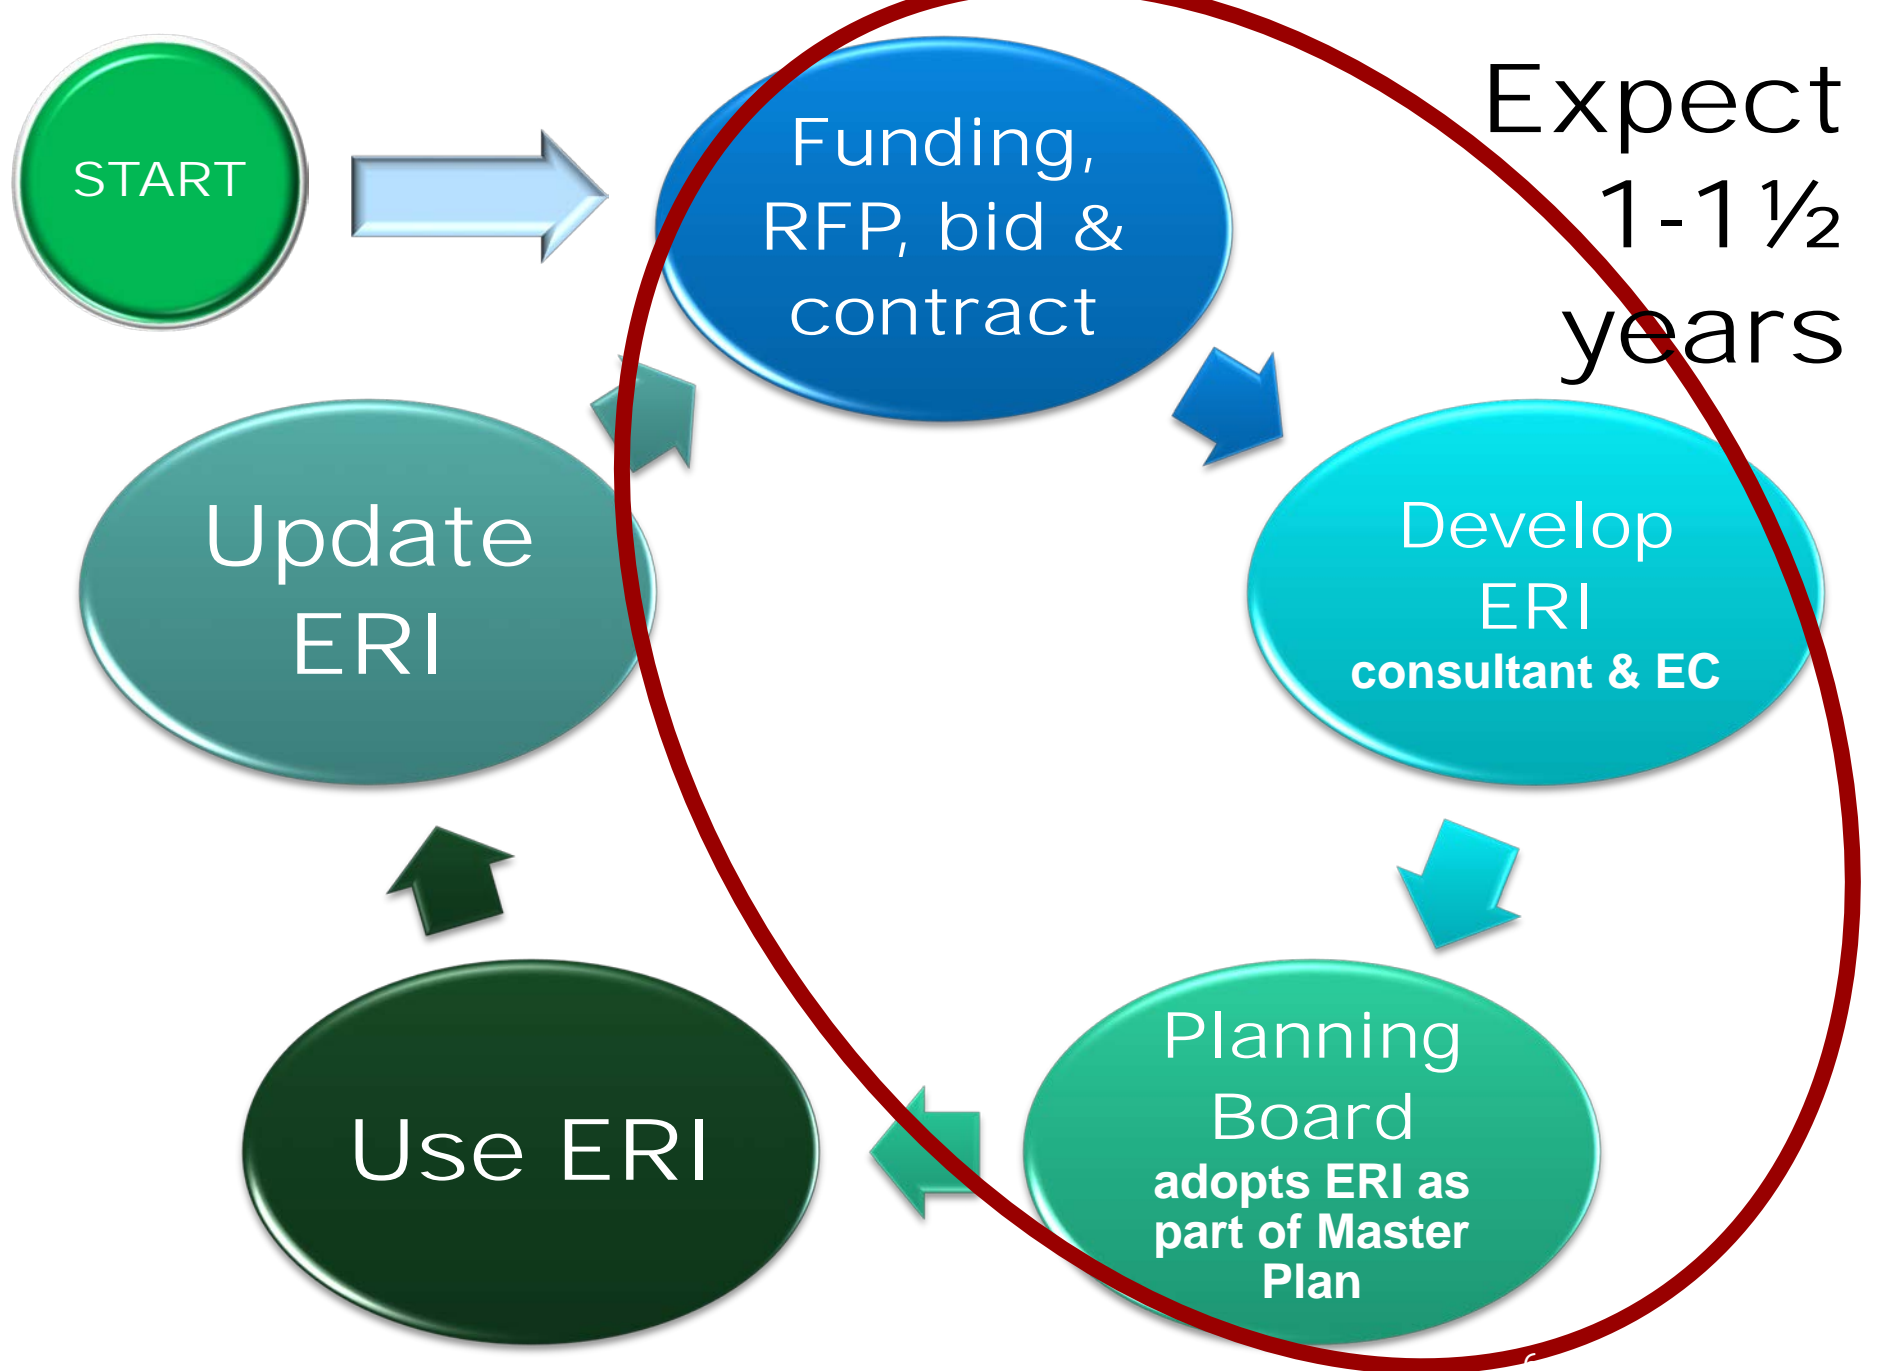 START
Funding,
RFP, bid &
contract
Expect
1-1½
years
Develop
ERI
consultant & EC
Planning
Board
adopts ERI as
part of Master
Plan
Use ERI
Update
ERI